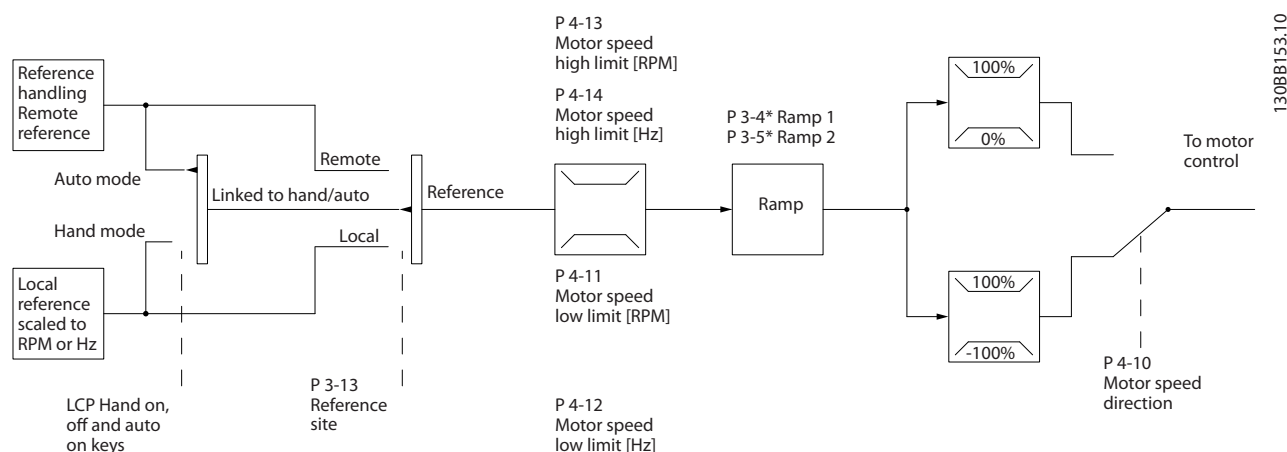 P 4-13
Motor speed
high limit [RPM]
P 4-14
Motor speed
high limit [Hz]
P 3-4* Ramp 1
P 3-5* Ramp 2
130BB153.10
Reference
handling
Remote
reference
100%
0%
To motor
control
Auto mode
Remote
Linked to hand/auto
Reference
Ramp
Hand mode
Local
Local
reference
scaled to
RPM or Hz
P 4-11
Motor speed
low limit [RPM]
100%
-100%
LCP Hand on,
off and auto
on keys
P 3-13
Reference
site
P 4-12
Motor speed
low limit [Hz]
P 4-10
Motor speed
direction